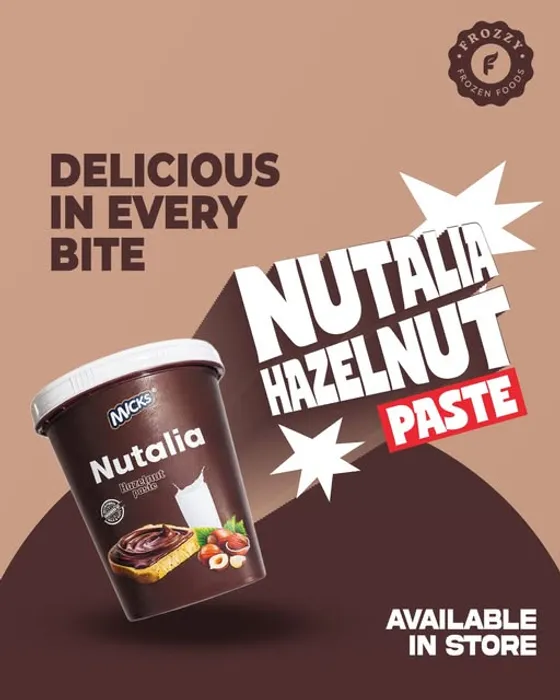 FROZZY
FROZEN FOODS
DELICIOUS
IN EVERY
BITE
NUTALIA
HAZELNUT
PASTE
MCKS
Nutalia
Hazelnut
paste
AVAILABLE
IN STORE